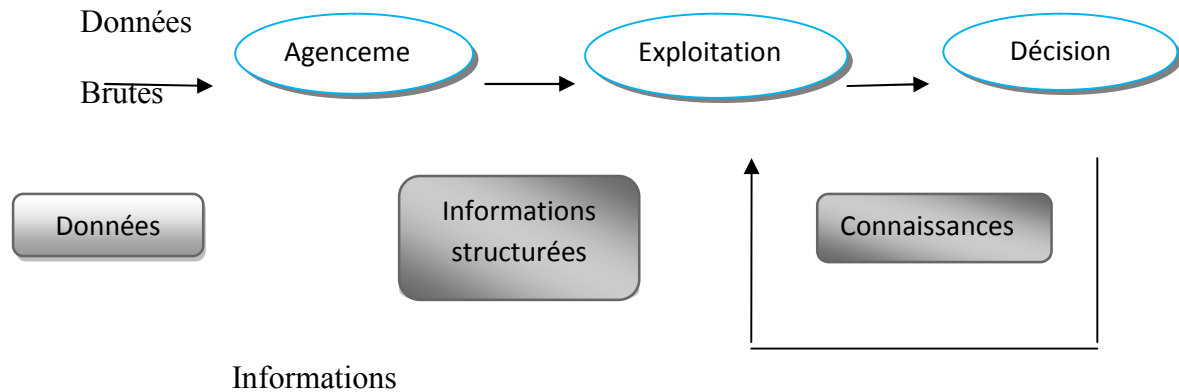 Données
Brutes
Agenceme
Exploitation
Décision
Données
Informations
structurées
Connaissances
Informations